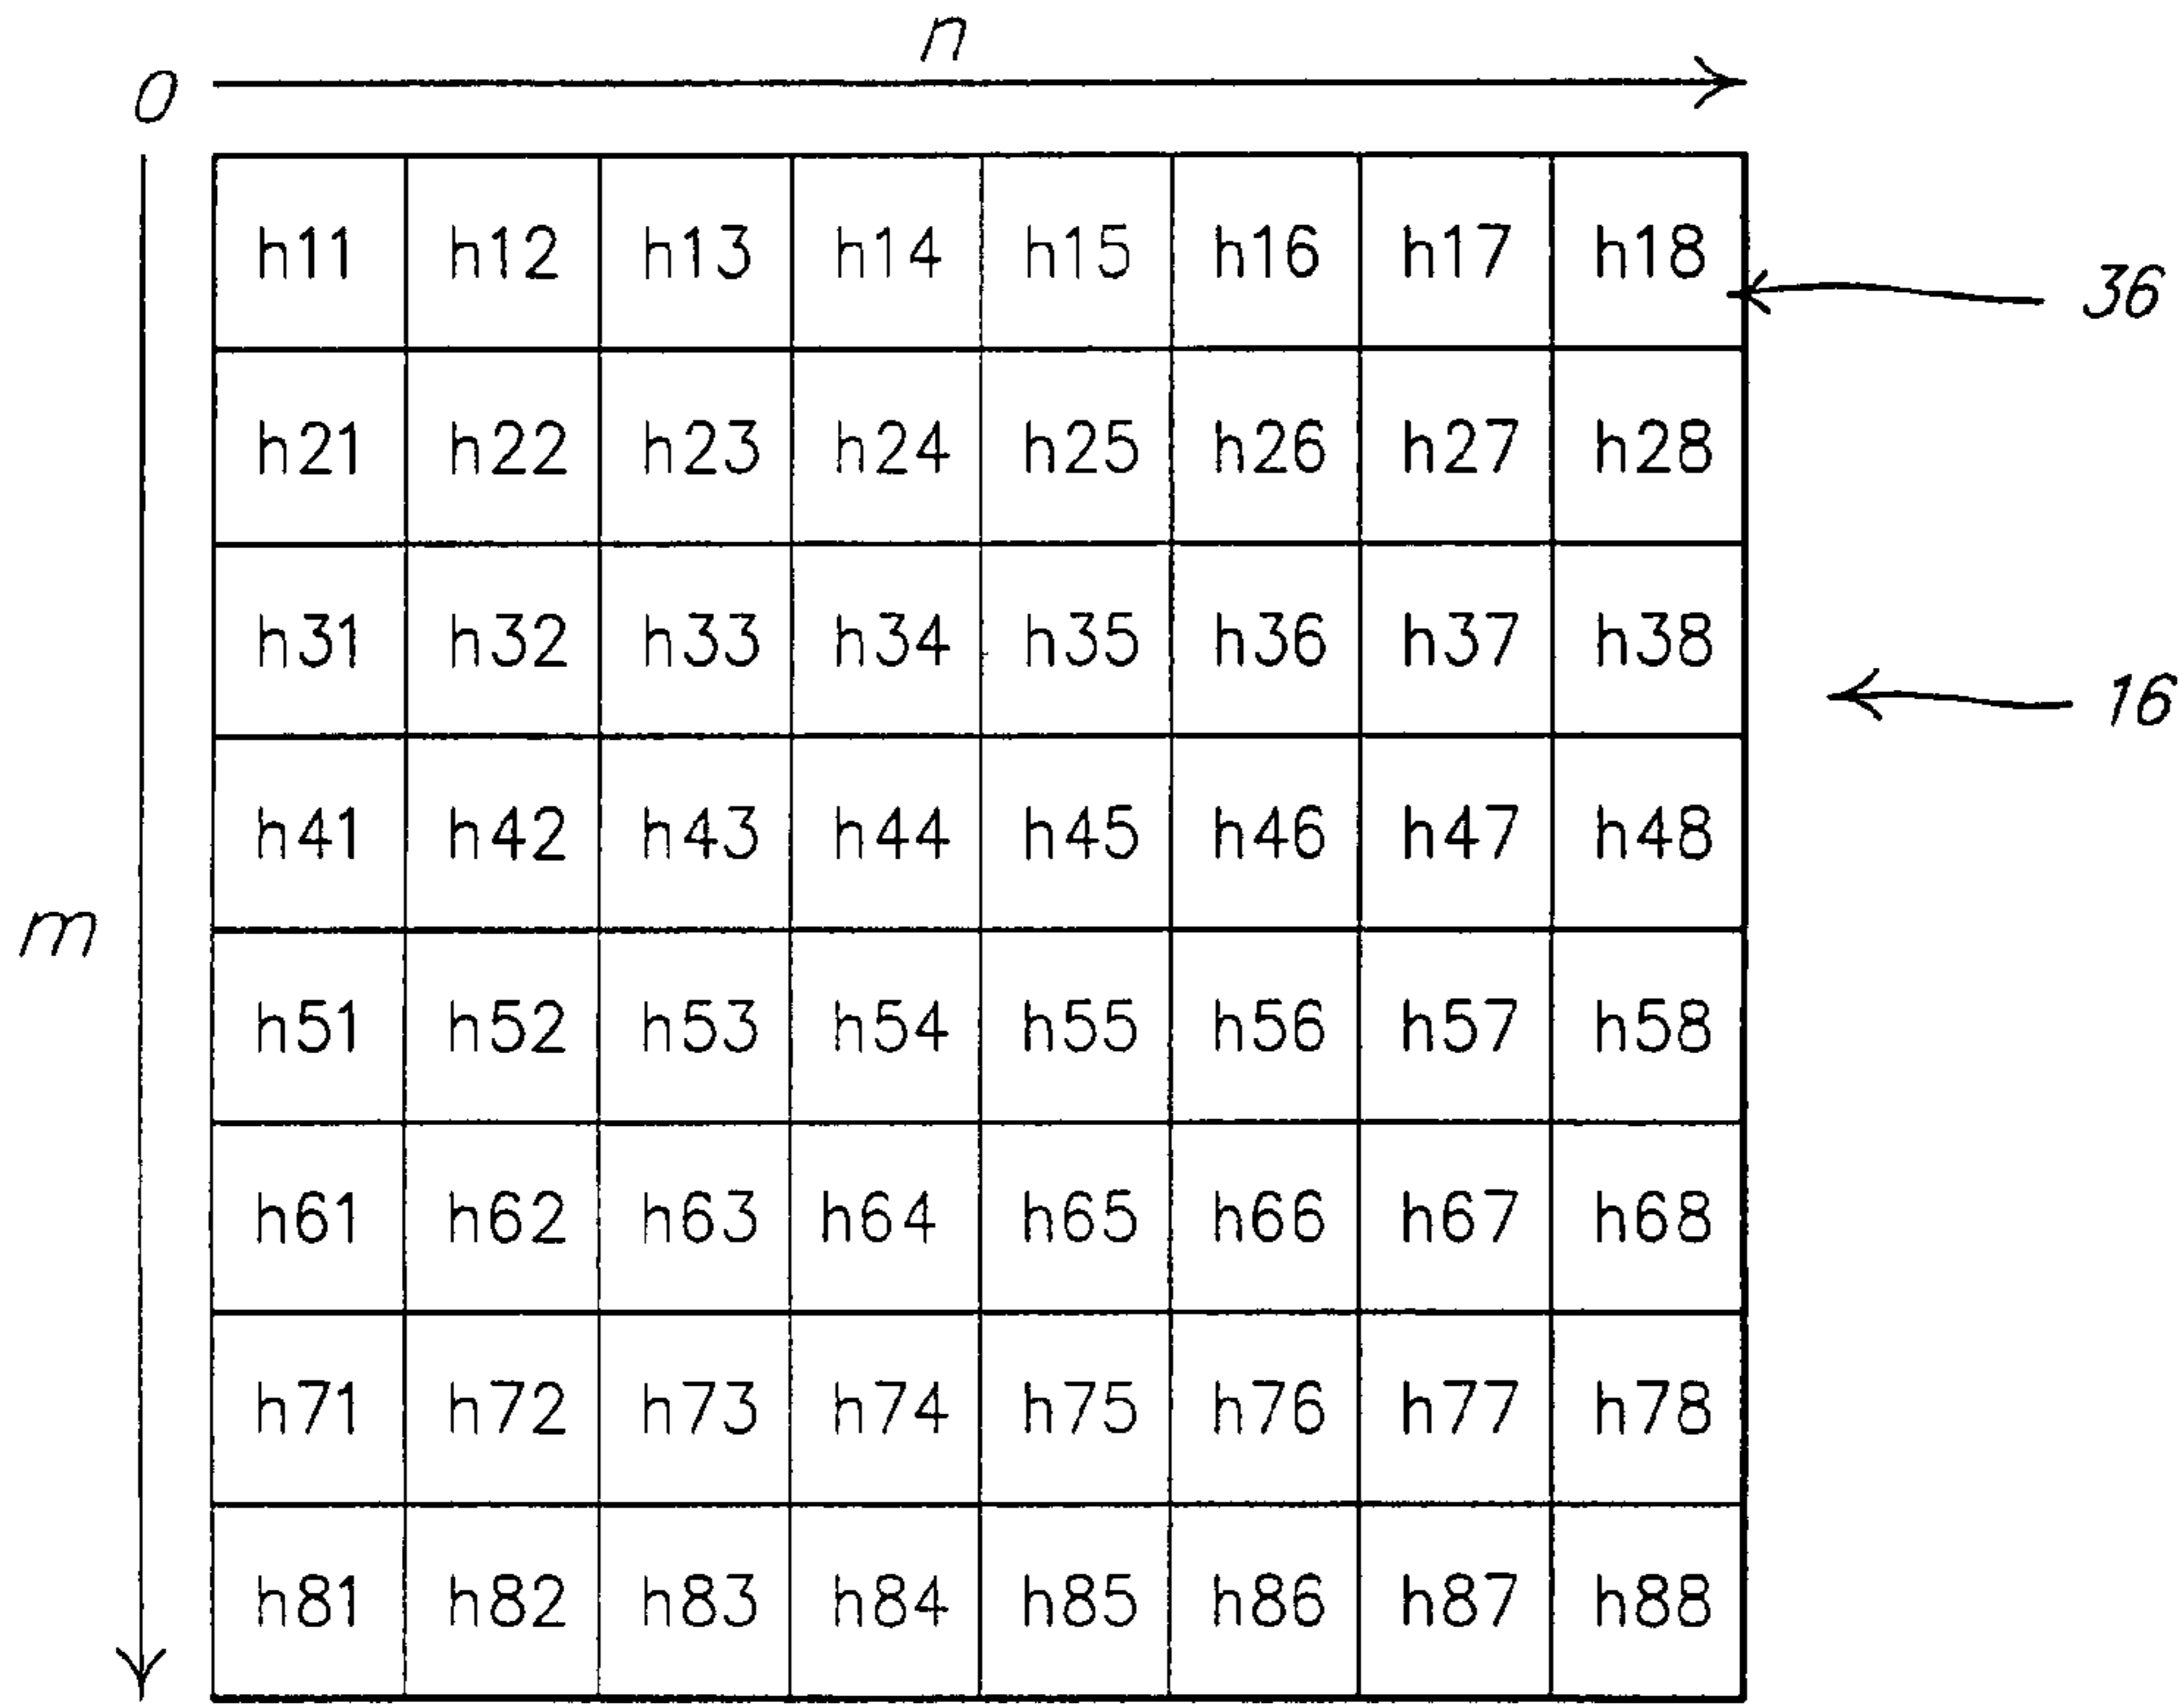 n
0
h11 h12 h13 h14 h15 h16 h17 h18
36
h21 h22 h23 h24 h25 h26 h27 h28
h31 h32 h33 h34 h35 h36 h37 h38
16
h41 h42 h43 h44 h45 h46 h47 h48
m
h51 h52 h53 h54 h55 h56 h57 h58
h61 h62 h63 h64 h65 h66 h67 h68
h71 h72 h73 h74 h75 h76 h77 h78
h81 h82 h83 h84 h85 h86 h87 h88